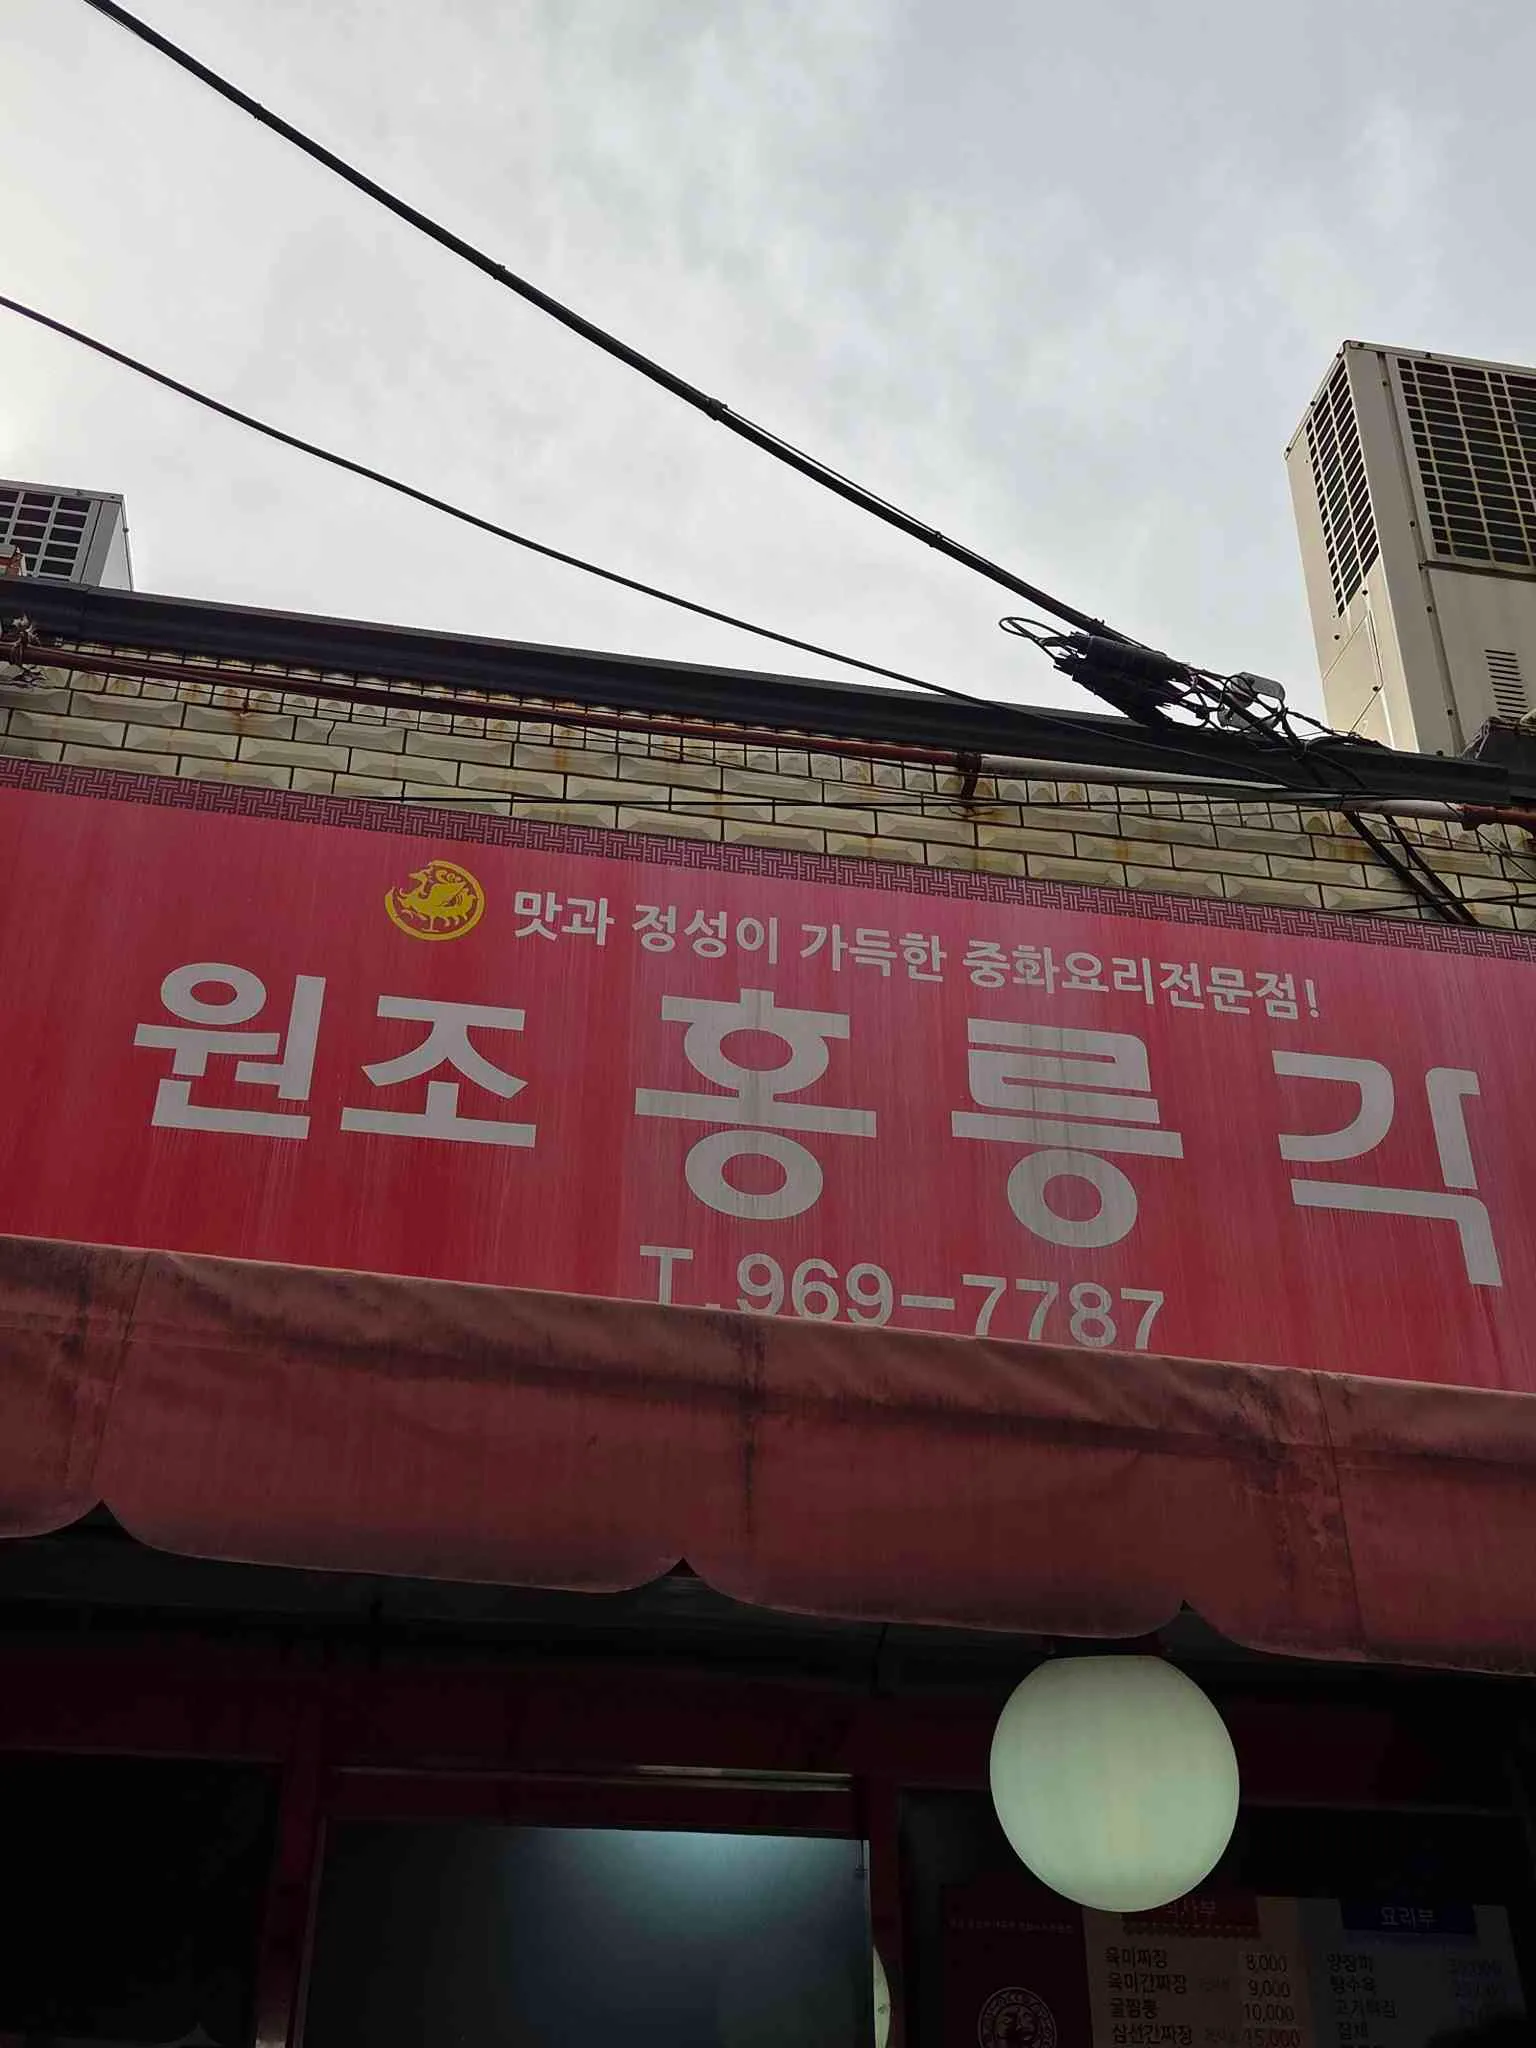 맛과 정성이 가득한 중화요리전문점!
원조 홍릉각
T.969-7787
요리부
육미짜장 8,000
육미간짜장 9,000
굴짬뽕 10,000
삼선간짜장 15,000
양장피
탕수육
고기튀김
잡채